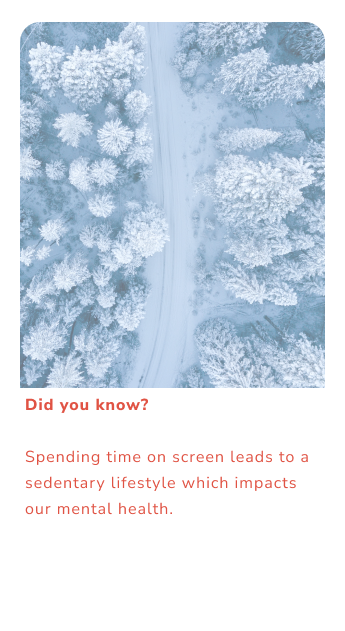 Did you know?
Spending time on screen leads to a
sedentary lifestyle which impacts
our mental health.